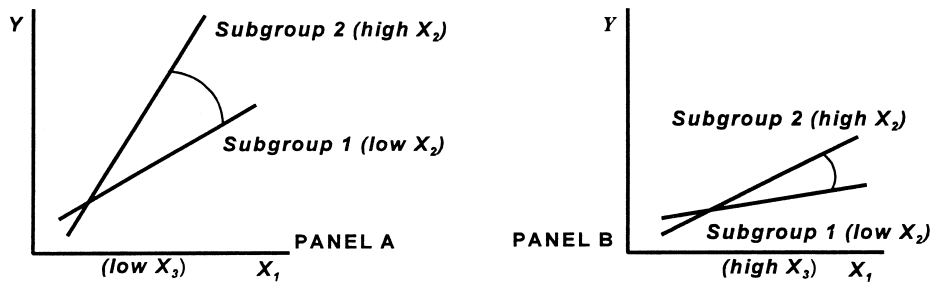 Y
Subgroup 2 (high X₂)
Subgroup 1 (low X₂)
PANEL A
(low X₃)
X₁
Y
Subgroup 2 (high X₂)
PANEL B
Subgroup 1 (low X₂)
(high X₃)
X₁